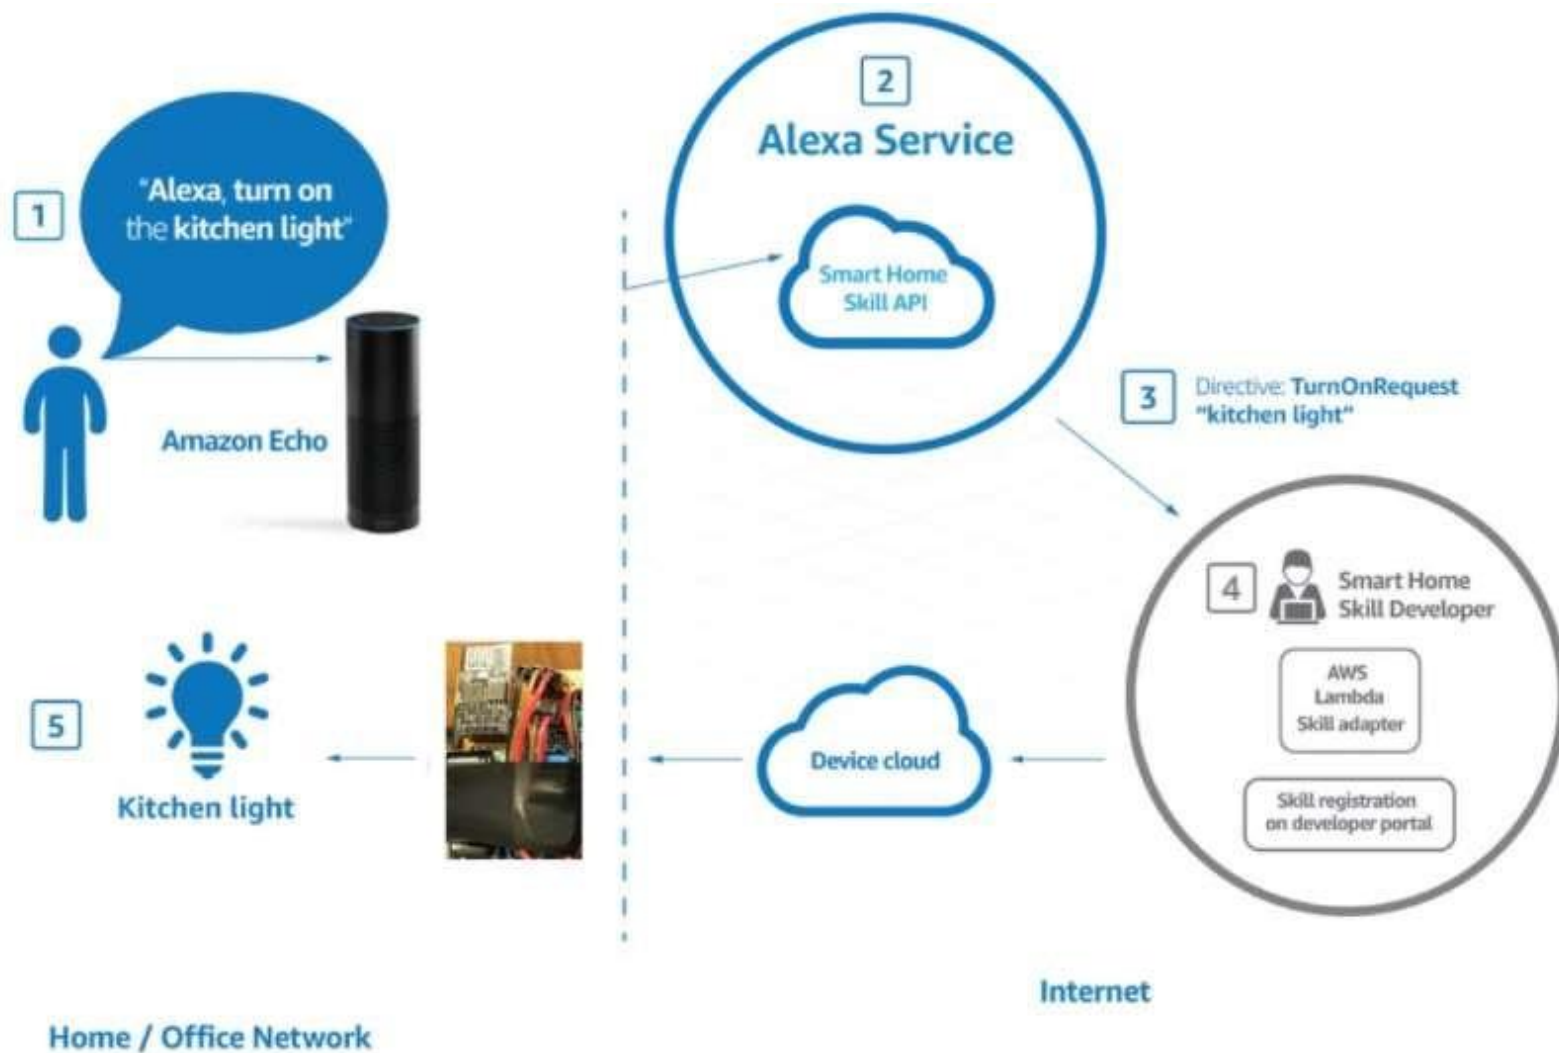 1
"Alexa, turn on
the kitchen light"
Amazon Echo
2
Alexa Service
Smart Home
Skill API
3
Directive: TurnOnRequest
"kitchen light"
4
Smart Home
Skill Developer
AWS
Lambda
Skill adapter
Skill registration
on developer portal
Device cloud
5
Kitchen light
Internet
Home / Office Network